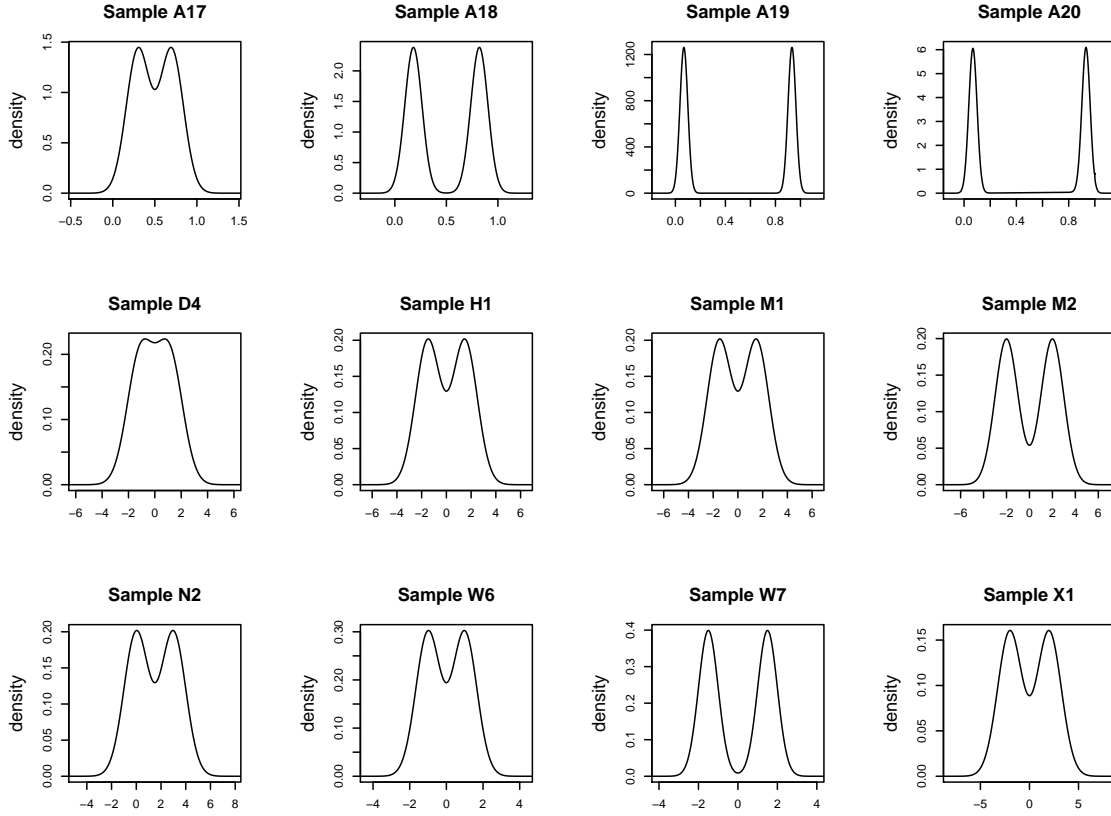 Sample A17
density
0.0 0.5 1.0 1.5
−0.5 0.0 0.5 1.0 1.5
Sample A18
density
0.0 0.5 1.0 1.5 2.0
0.0 0.5 1.0
Sample A19
density
0 400 800 1200
0.0 0.4 0.8
Sample A20
density
0 1 2 3 4 5 6
0.0 0.4 0.8
Sample D4
density
0.00 0.10 0.20
−6 −4 −2 0 2 4 6
Sample H1
density
0.00 0.05 0.10 0.15 0.20
−6 −4 −2 0 2 4 6
Sample M1
density
0.00 0.05 0.10 0.15 0.20
−6 −4 −2 0 2 4 6
Sample M2
density
0.00 0.05 0.10 0.15 0.20
−6 −2 0 2 4 6
Sample N2
density
0.00 0.05 0.10 0.15 0.20
−4 −2 0 2 4 6 8
Sample W6
density
0.00 0.10 0.20 0.30
−4 −2 0 2 4
Sample W7
density
0.0 0.1 0.2 0.3 0.4
−4 −2 0 2 4
Sample X1
density
0.00 0.05 0.10 0.15
−5 0 5